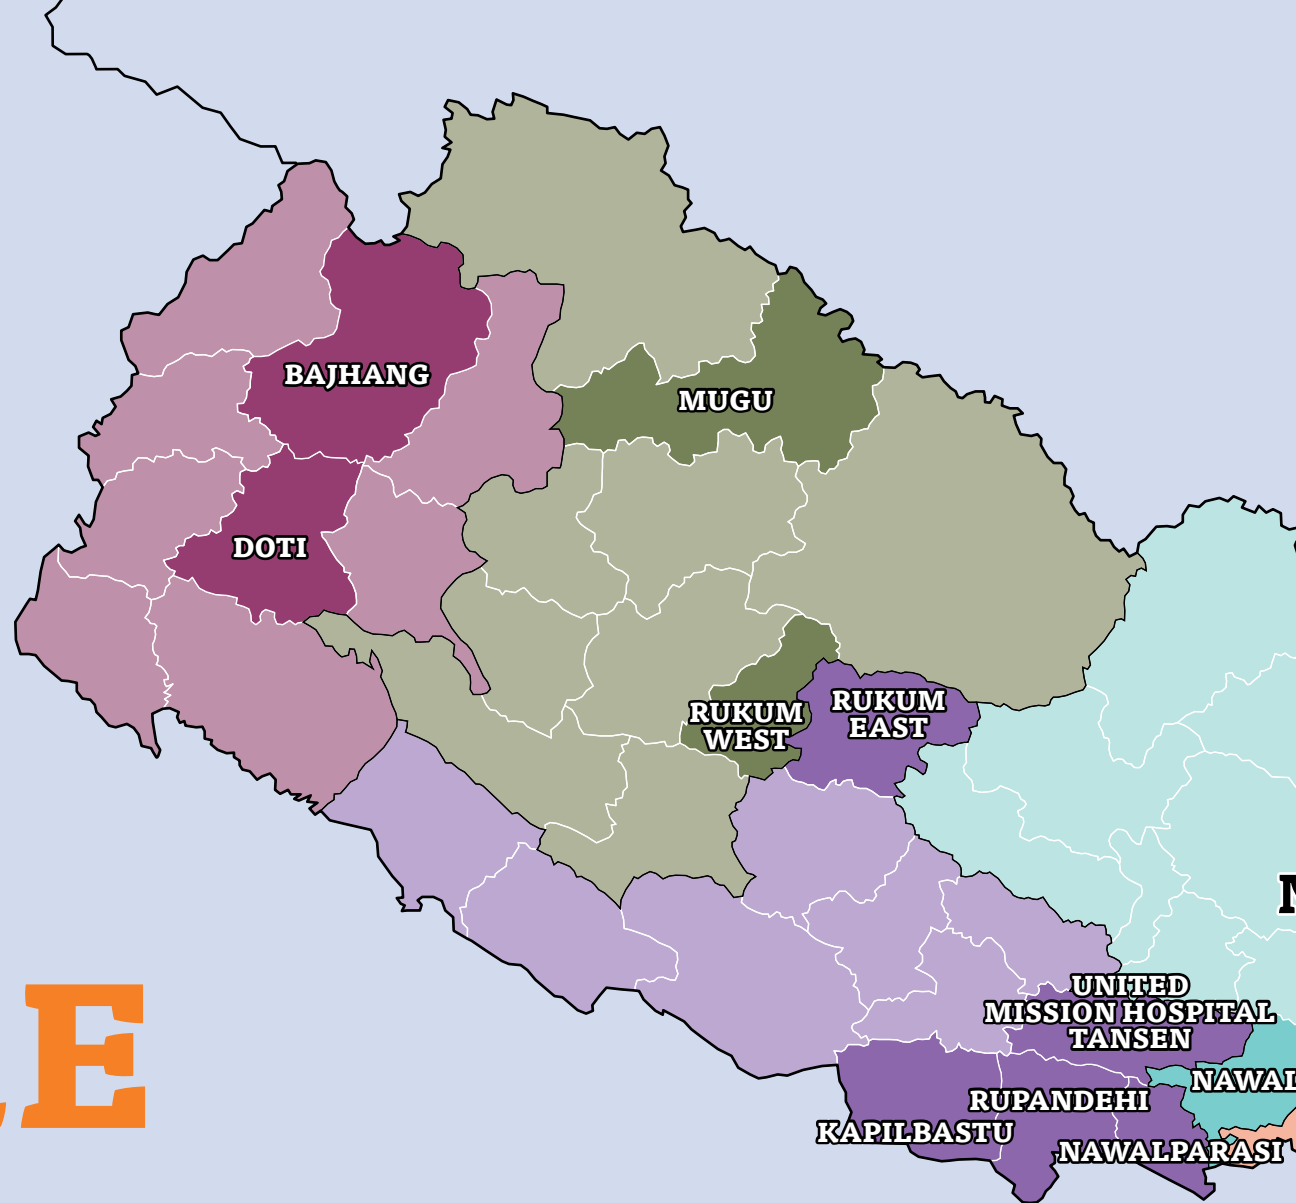 BAJHANG
MUGU
DOTI
RUKUM
WEST
RUKUM
EAST
UNITED
MISSION HOSPITAL
TANSEN
NAWAL
RUPANDEHI
KAPILBASTU
NAWALPARASI
E